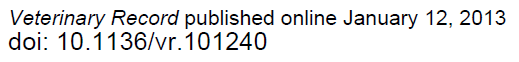 Veterinary Record published online January 12, 2013
doi: 10.1136/vr.101240